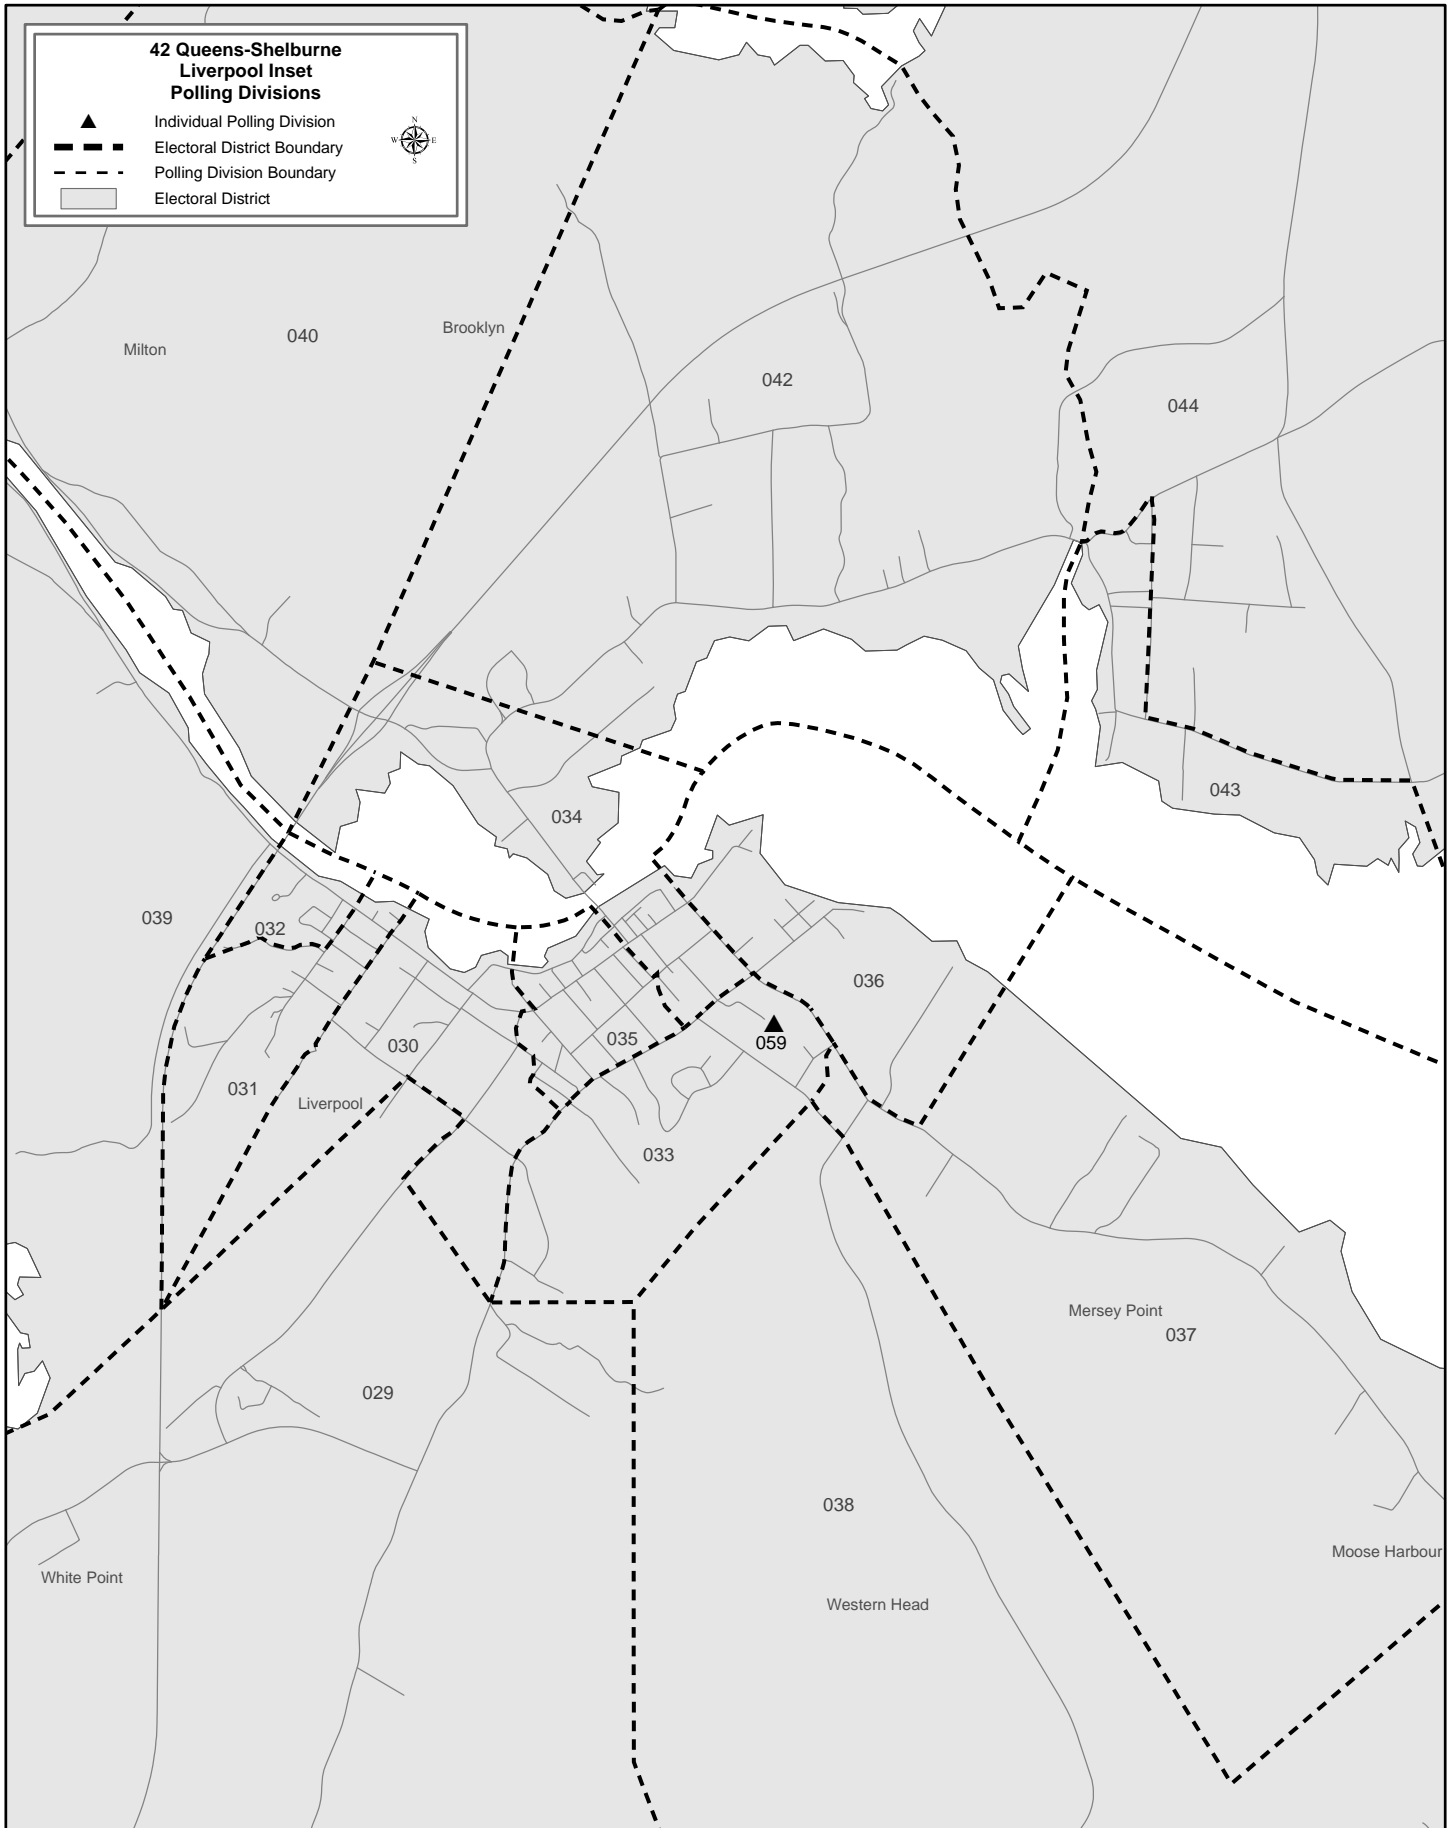 42 Queens-Shelburne
Liverpool Inset
Polling Divisions
Individual Polling Division
Electoral District Boundary
Polling Division Boundary
Electoral District
N
W E
S
Brooklyn
040
Milton
042
044
034
043
039
032
036
030
035
059
031
Liverpool
033
Mersey Point
037
029
038
Moose Harbour
White Point
Western Head